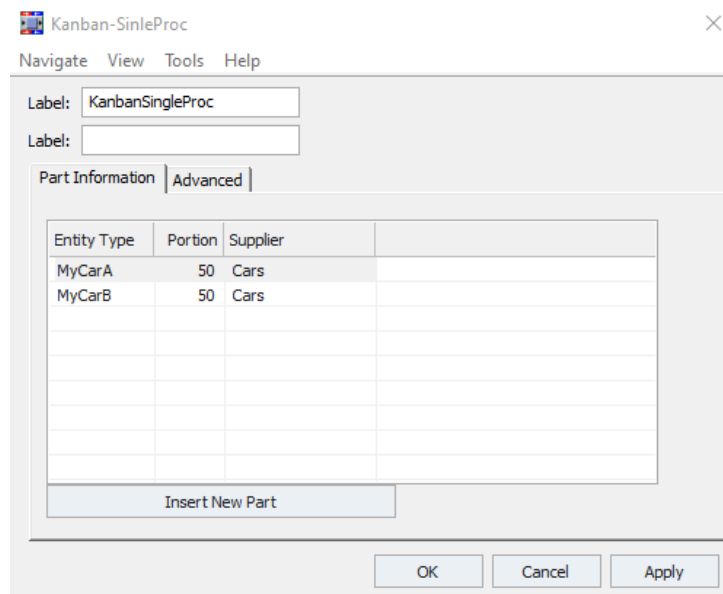 Kanban-SinleProc
Navigate View Tools Help
Label: KanbanSingleProc
Label:
Part Information Advanced
Entity Type Portion Supplier
MyCarA 50 Cars
MyCarB 50 Cars
Insert New Part
OK Cancel Apply